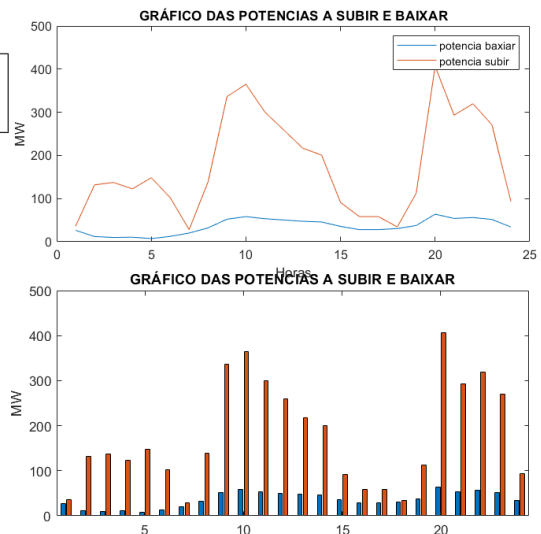 GRÁFICO DAS POTENCIAS A SUBIR E BAIXAR
500
400
300
200
100
0
MW
potencia baxiar
potencia subir
0 5 10 15 20 25
Horas
GRÁFICO DAS POTENCIAS A SUBIR E BAIXAR
500
400
300
200
100
0
MW
5 10 15 20